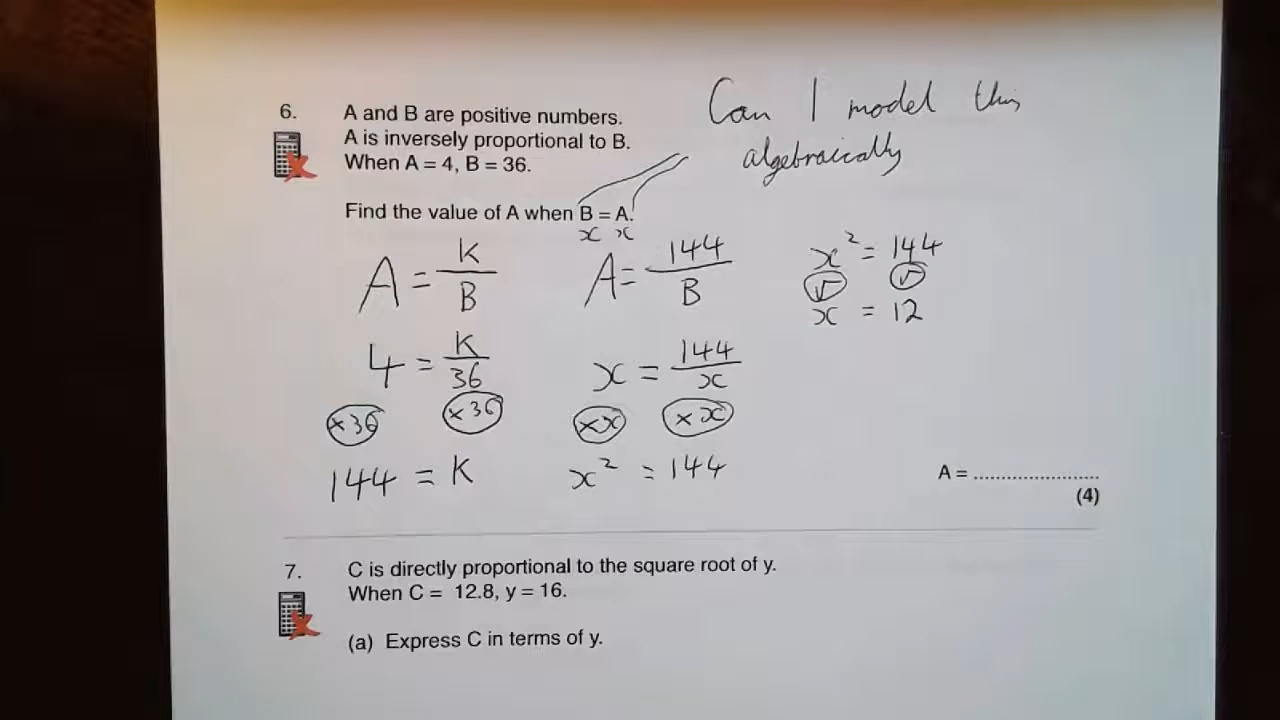 6. A and B are positive numbers.
A is inversely proportional to B.
When A = 4, B = 36.
Can I model this
algebraically
Find the value of A when B = A.
x x
A = K/B
A = 144/B
x² = 144
√ √
x = 12
4 = K/36
x = 144/x
×36 ×36
×x ×x
144 = K
x² = 144
A = ........................
(4)
7. C is directly proportional to the square root of y.
When C = 12.8, y = 16.
(a) Express C in terms of y.